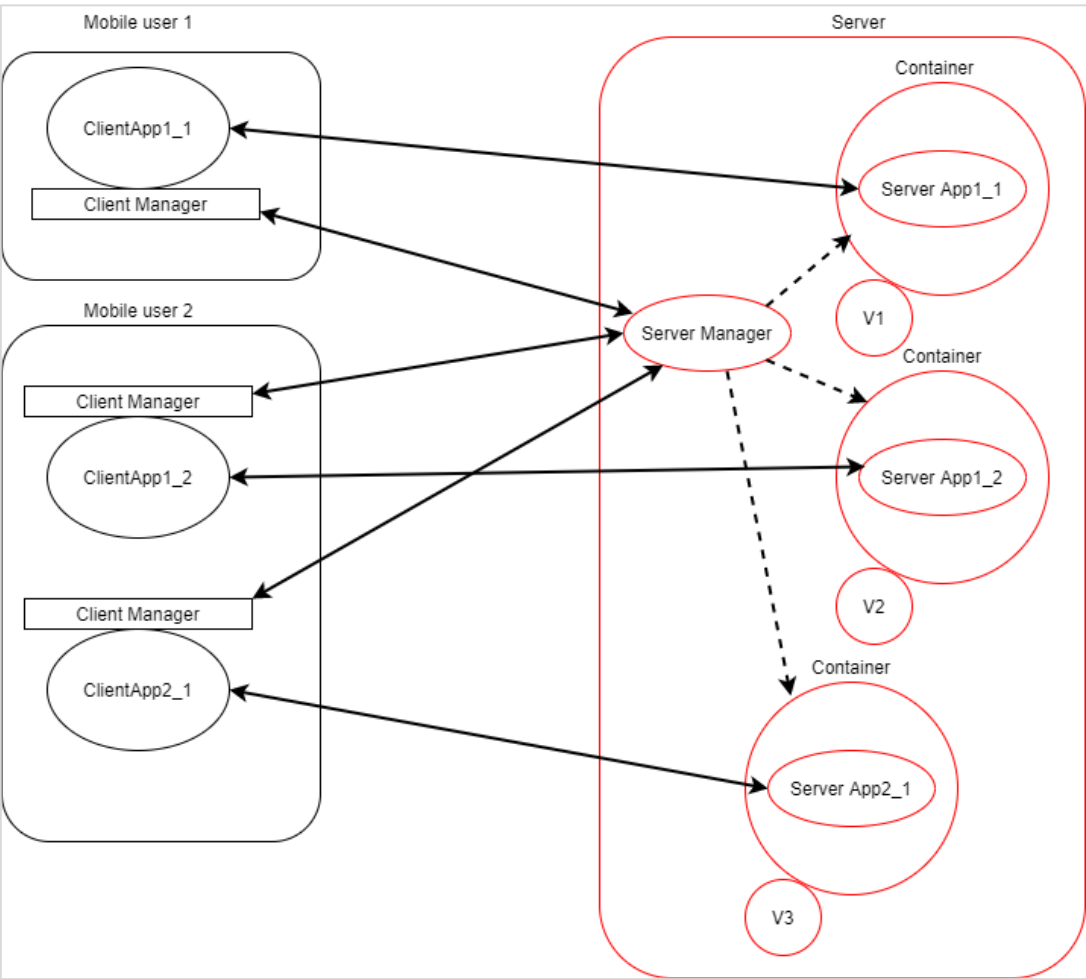 Mobile user 1
Server
Container
ClientApp1_1
Server App1_1
Client Manager
Mobile user 2
V1
Server Manager
Container
Client Manager
ClientApp1_2
Server App1_2
Client Manager
V2
Container
ClientApp2_1
Server App2_1
V3